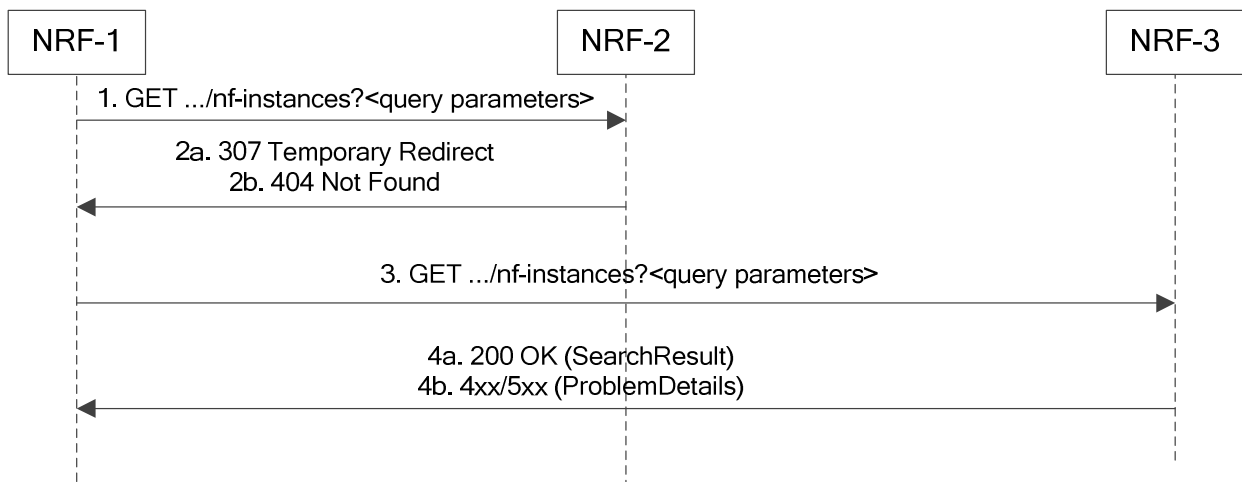 NRF-1
NRF-2
NRF-3
1. GET .../nf-instances?<query parameters>
2a. 307 Temporary Redirect
2b. 404 Not Found
3. GET .../nf-instances?<query parameters>
4a. 200 OK (SearchResult)
4b. 4xx/5xx (ProblemDetails)